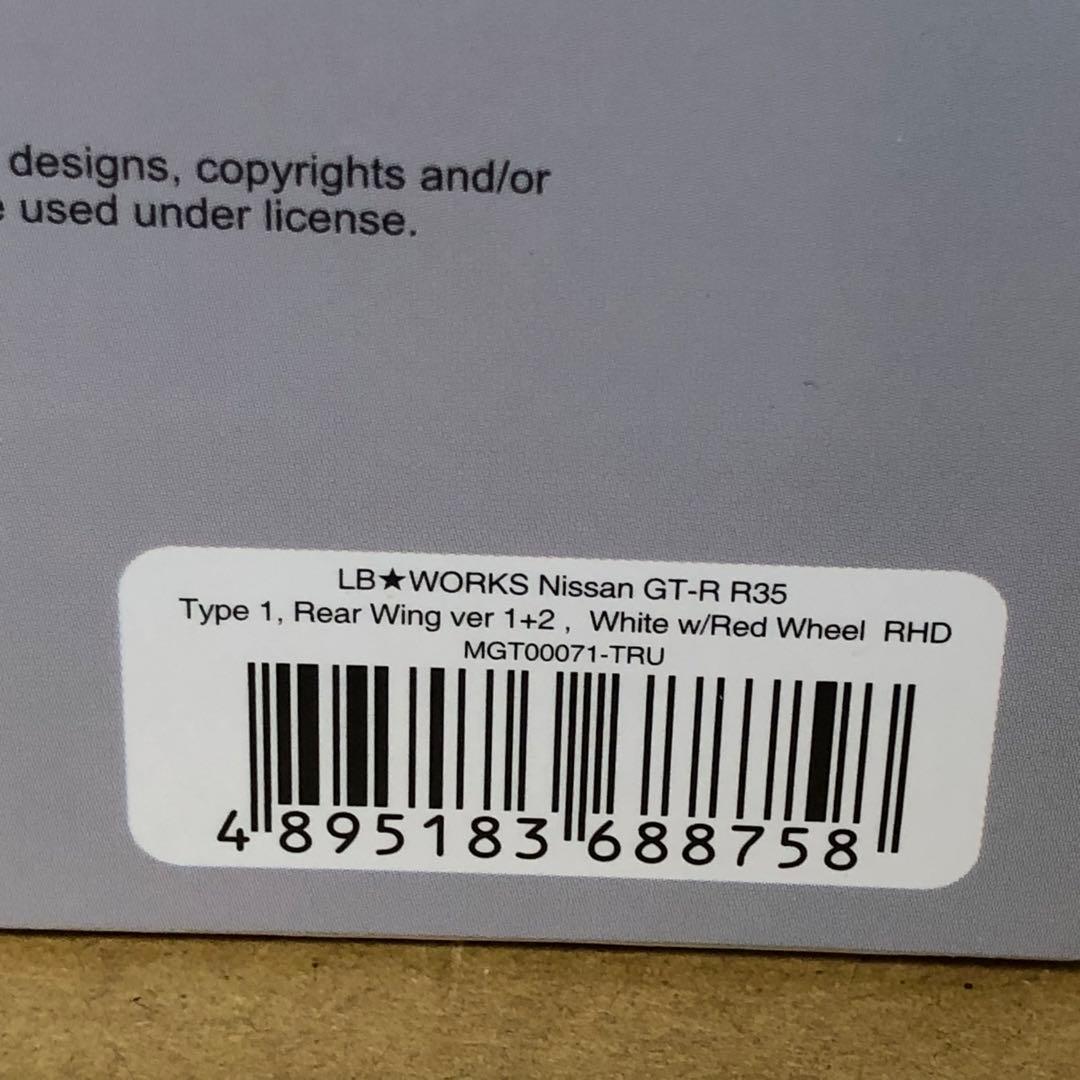 designs, copyrights and/or
used under license.
LB★WORKS Nissan GT-R R35
Type 1, Rear Wing ver 1+2 , White w/Red Wheel RHD
MGT00071-TRU
4 895183 688758